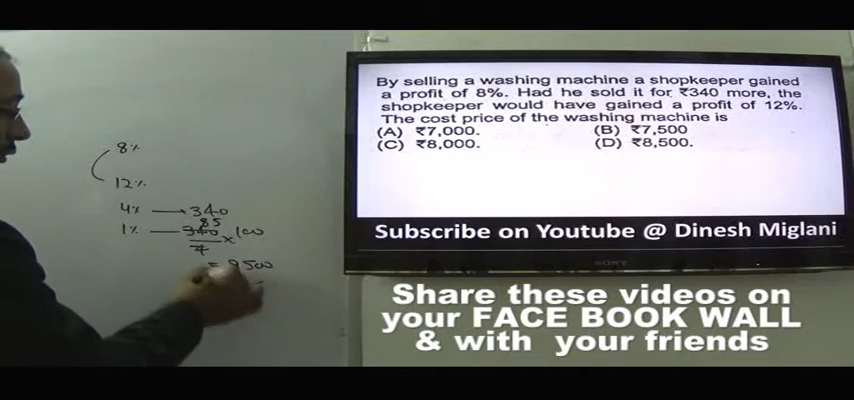 By selling a washing machine a shopkeeper gained
a profit of 8%. Had he sold it for ₹340 more, the
shopkeeper would have gained a profit of 12%.
The cost price of the washing machine is
(A) ₹7,000. (B) ₹7,500
(C) ₹8,000. (D) ₹8,500.
Subscribe on Youtube @ Dinesh Miglani
SONY
Share these videos on
your FACE BOOK WALL
& with your friends
8%
12%
4% → 340
85
1% — 340 × 100
4
= 8500